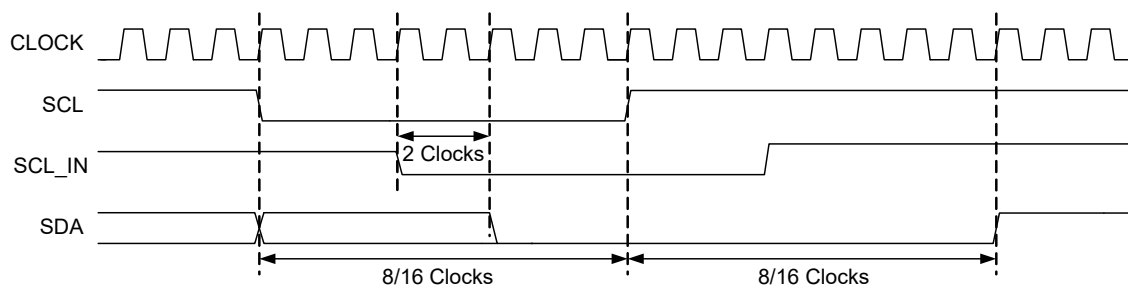 CLOCK
SCL
2 Clocks
SCL_IN
SDA
8/16 Clocks
8/16 Clocks